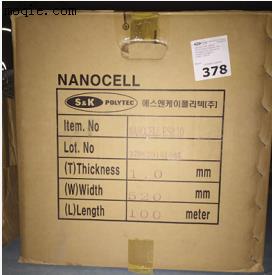 NANOCELL
S&K POLYTEC 에스앤케이폴리텍(주)
Item. No
Lot. No
(T)Thickness 1.0 mm
(W)Width 520 mm
(L)Length 100 meter
378